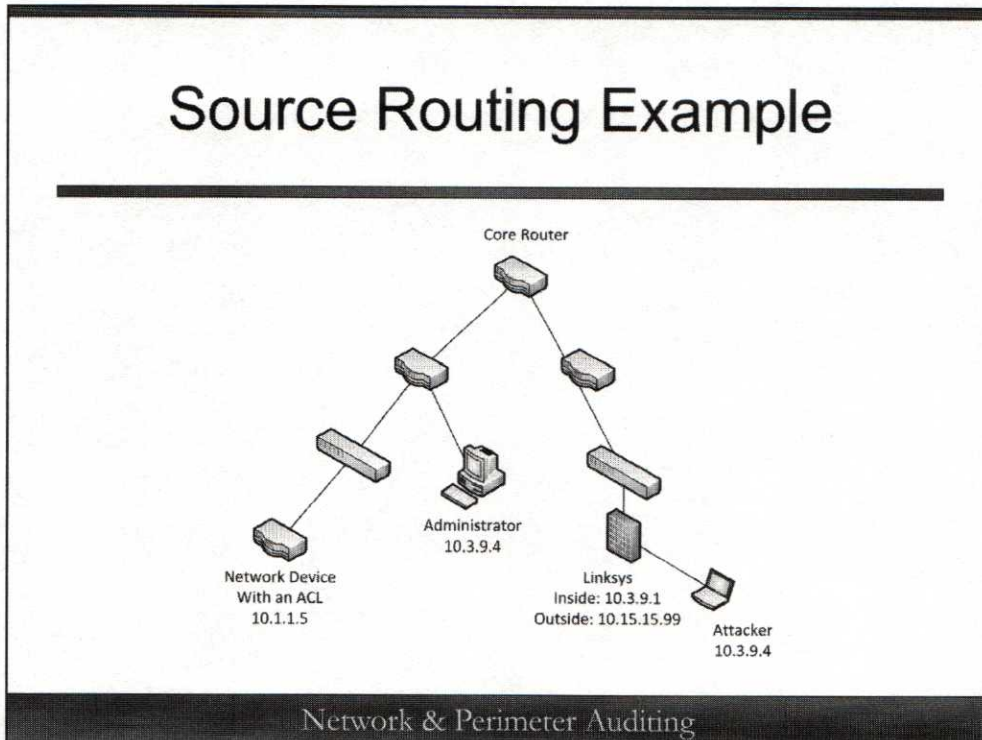 Source Routing Example
Core Router
Administrator
10.3.9.4
Network Device
With an ACL
10.1.1.5
Linksys
Inside: 10.3.9.1
Outside: 10.15.15.99
Attacker
10.3.9.4
Network & Perimeter Auditing